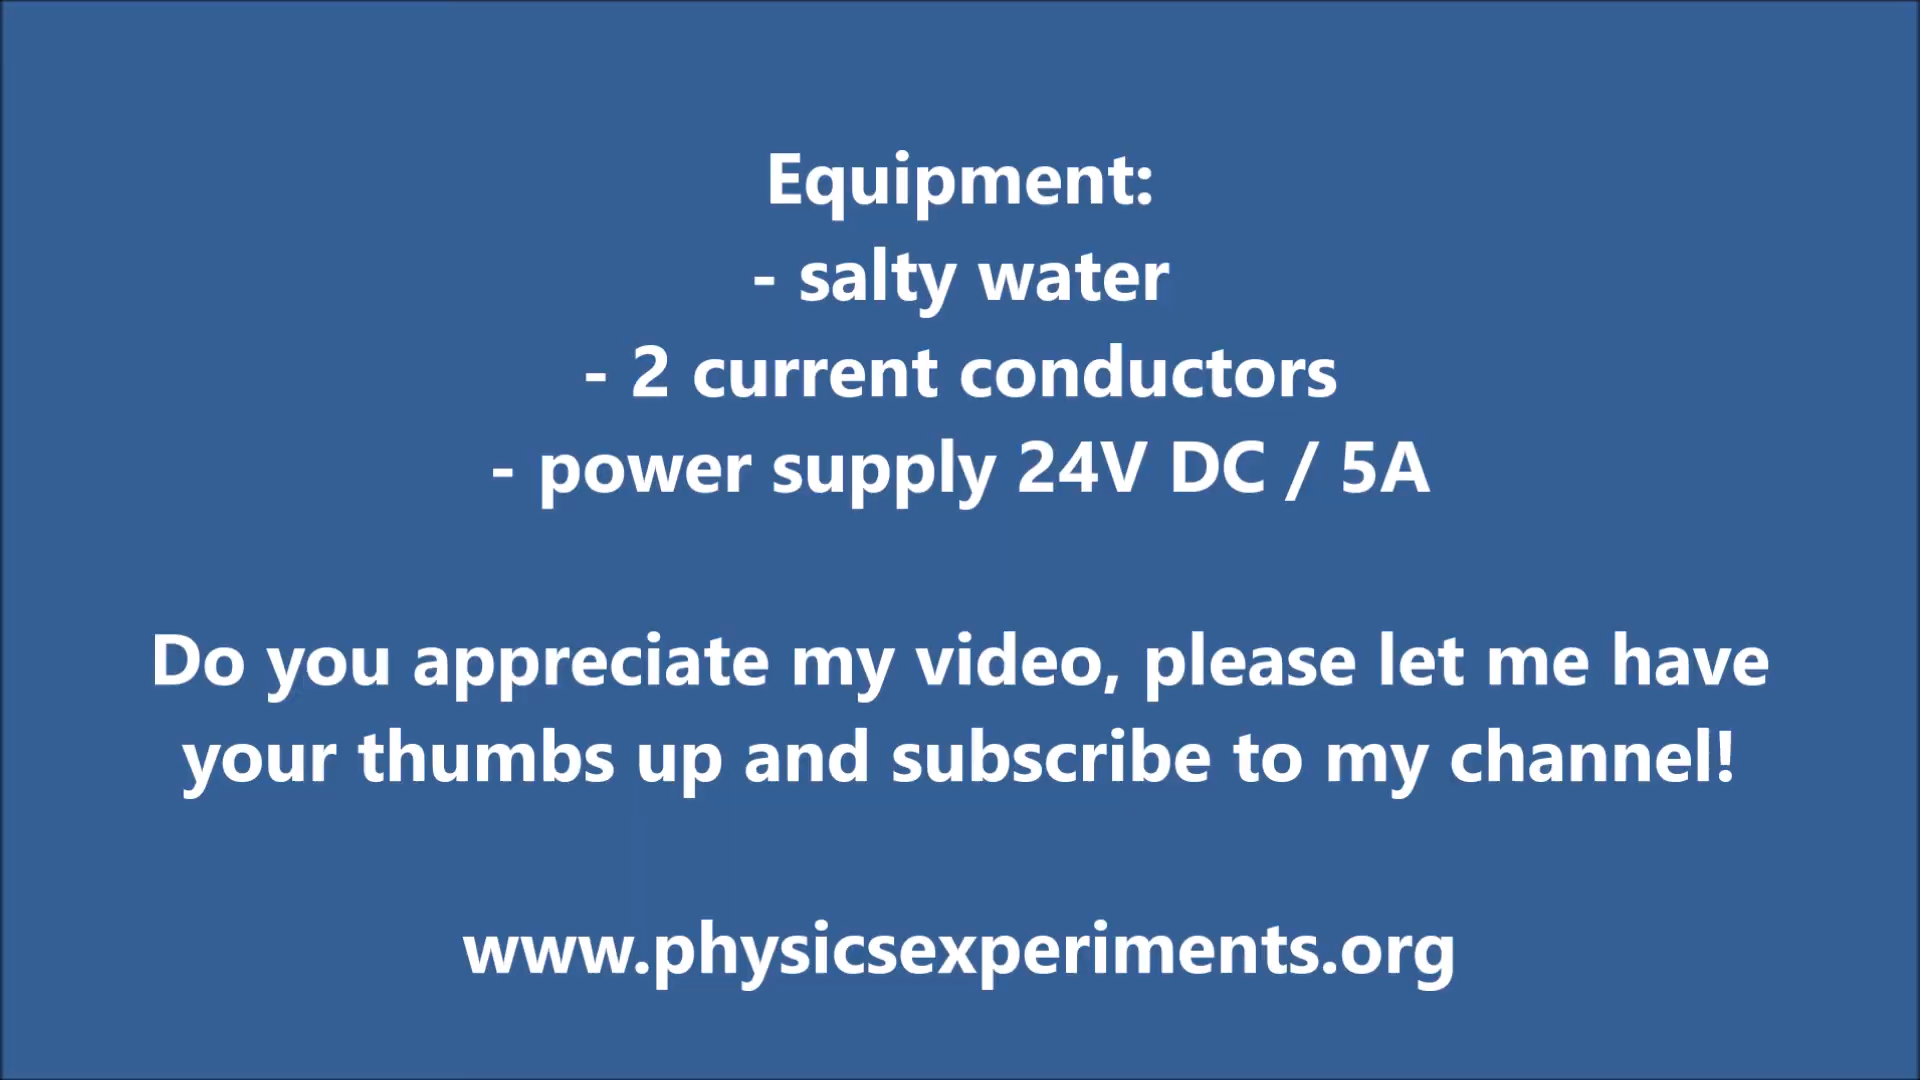 Equipment:
- salty water
- 2 current conductors
- power supply 24V DC / 5A
Do you appreciate my video, please let me have
your thumbs up and subscribe to my channel!
www.physicsexperiments.org